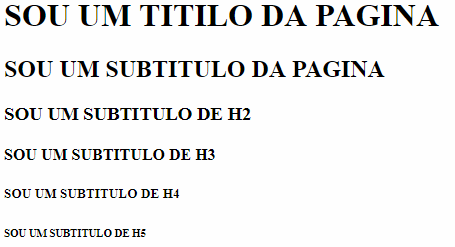 SOU UM TITILO DA PAGINA
SOU UM SUBTITULO DA PAGINA
SOU UM SUBTITULO DE H2
SOU UM SUBTITULO DE H3
SOU UM SUBTITULO DE H4
SOU UM SUBTITULO DE H5